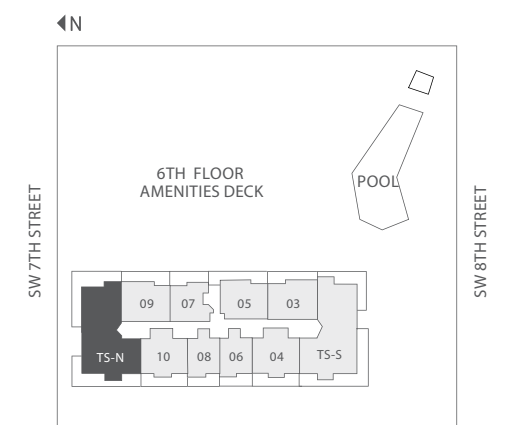 N
6TH FLOOR
AMENITIES DECK
POOL
SW 7TH STREET
SW 8TH STREET
09
07
05
03
TS-N
10
08
06
04
TS-S